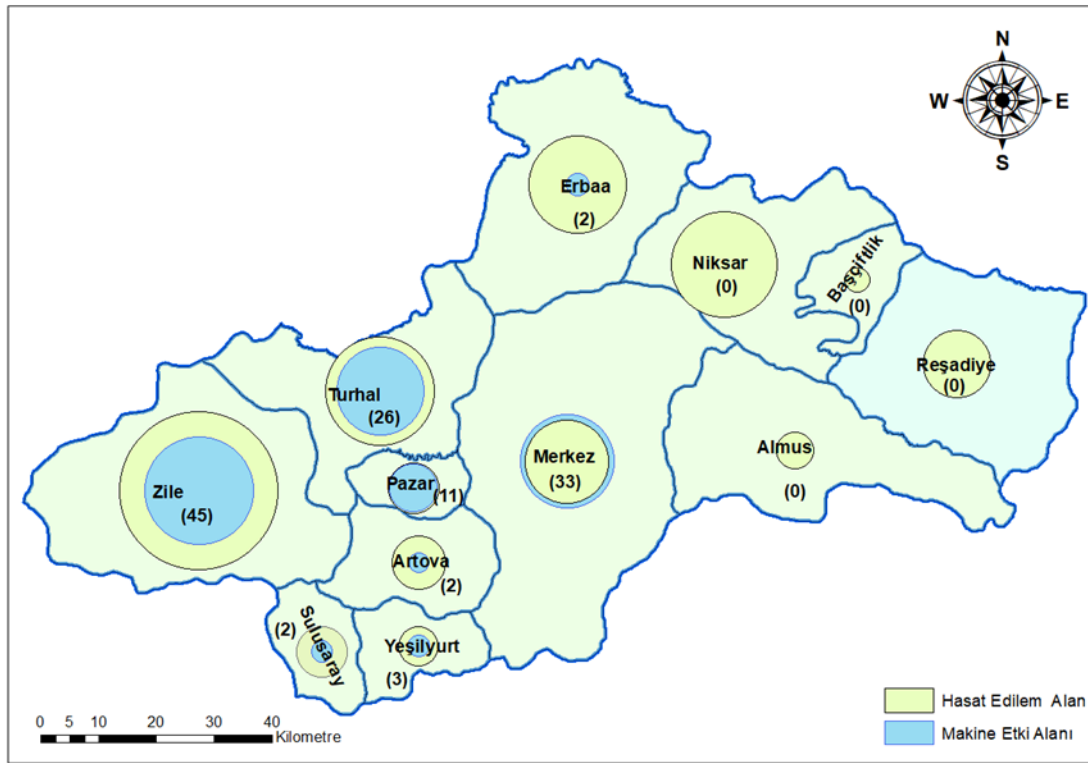 N
W E
S
Erbaa
(2)
Niksar
(0)
Başçiftlik
(0)
Reşadiye
(0)
Turhal
(26)
Almus
(0)
Merkez
(33)
Pazar
(11)
Zile
(45)
Artova
(2)
Sulusaray
(2)
Yeşilyurt
(3)
Hasat Edilem Alan
Makine Etki Alanı
0 5 10 20 30 40
Kilometre